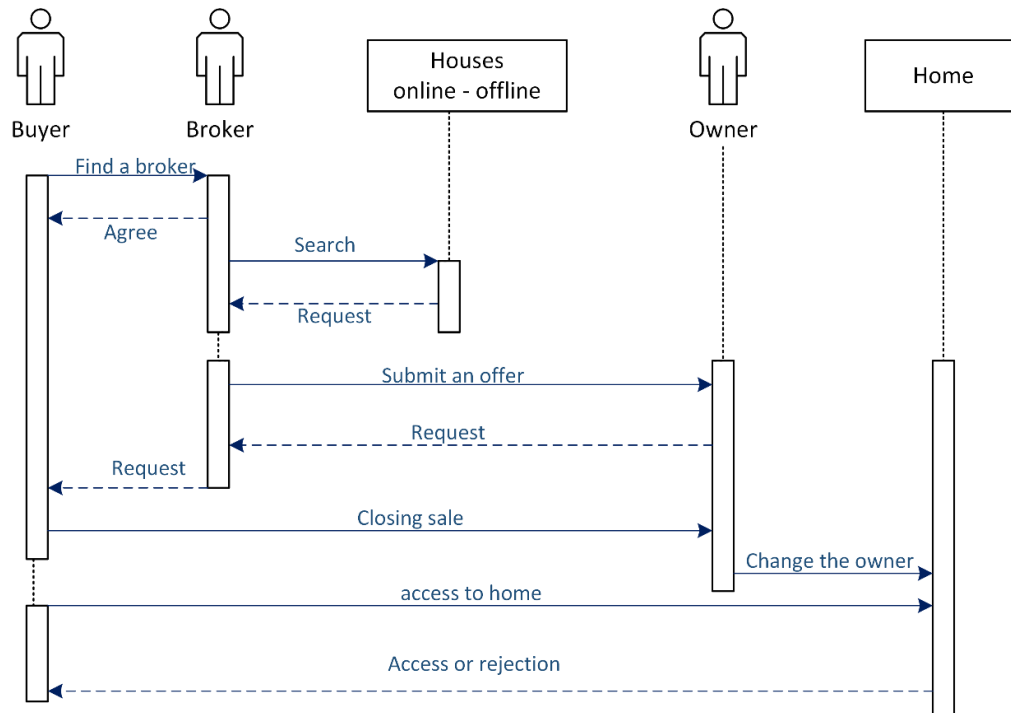 Houses
online - offline
Home
Buyer
Broker
Owner
Find a broker
Agree
Search
Request
Submit an offer
Request
Request
Closing sale
Change the owner
access to home
Access or rejection